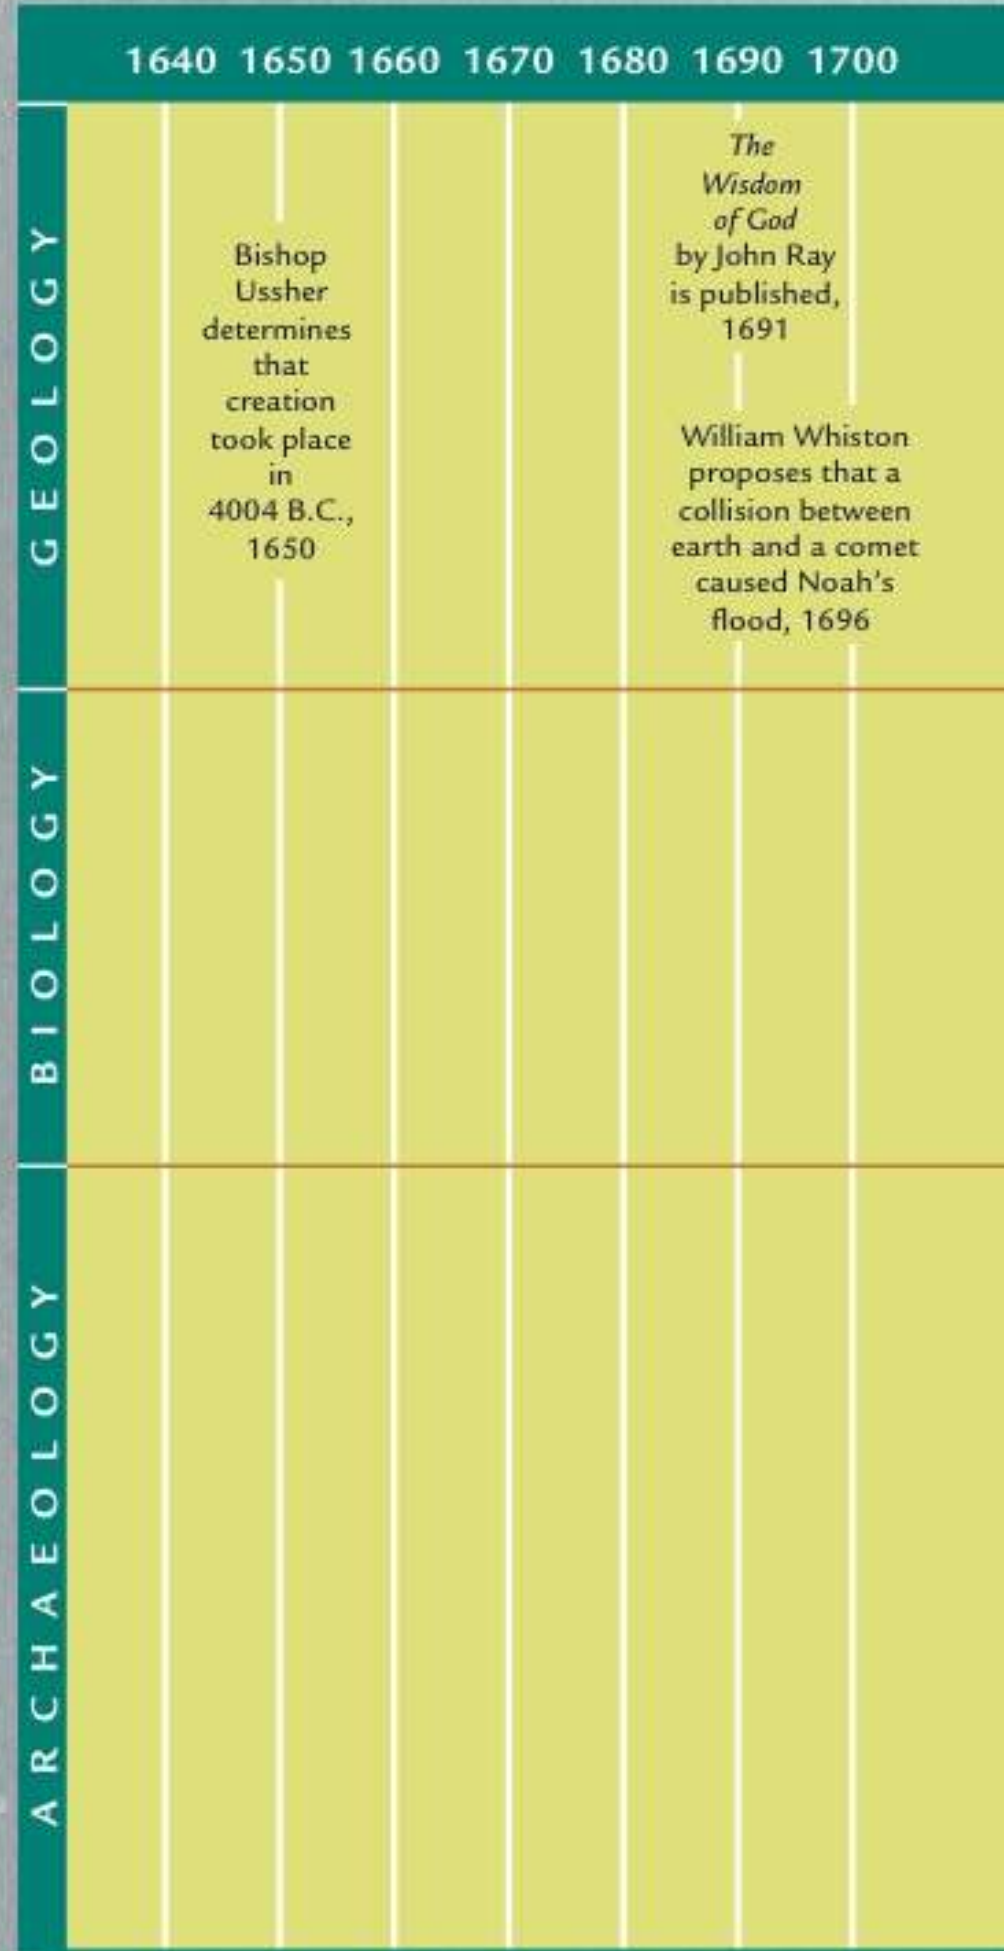 1640 1650 1660 1670 1680 1690 1700
GEOLOGY
Bishop
Ussher
determines
that
creation
took place
in
4004 B.C.,
1650
The
Wisdom
of God
by John Ray
is published,
1691
William Whiston
proposes that a
collision between
earth and a comet
caused Noah's
flood, 1696
BIOLOGY
ARCHAEOLOGY